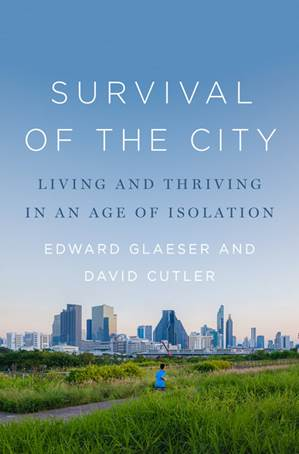 SURVIVAL
OF THE CITY
LIVING AND THRIVING
IN AN AGE OF ISOLATION
EDWARD GLAESER AND
DAVID CUTLER